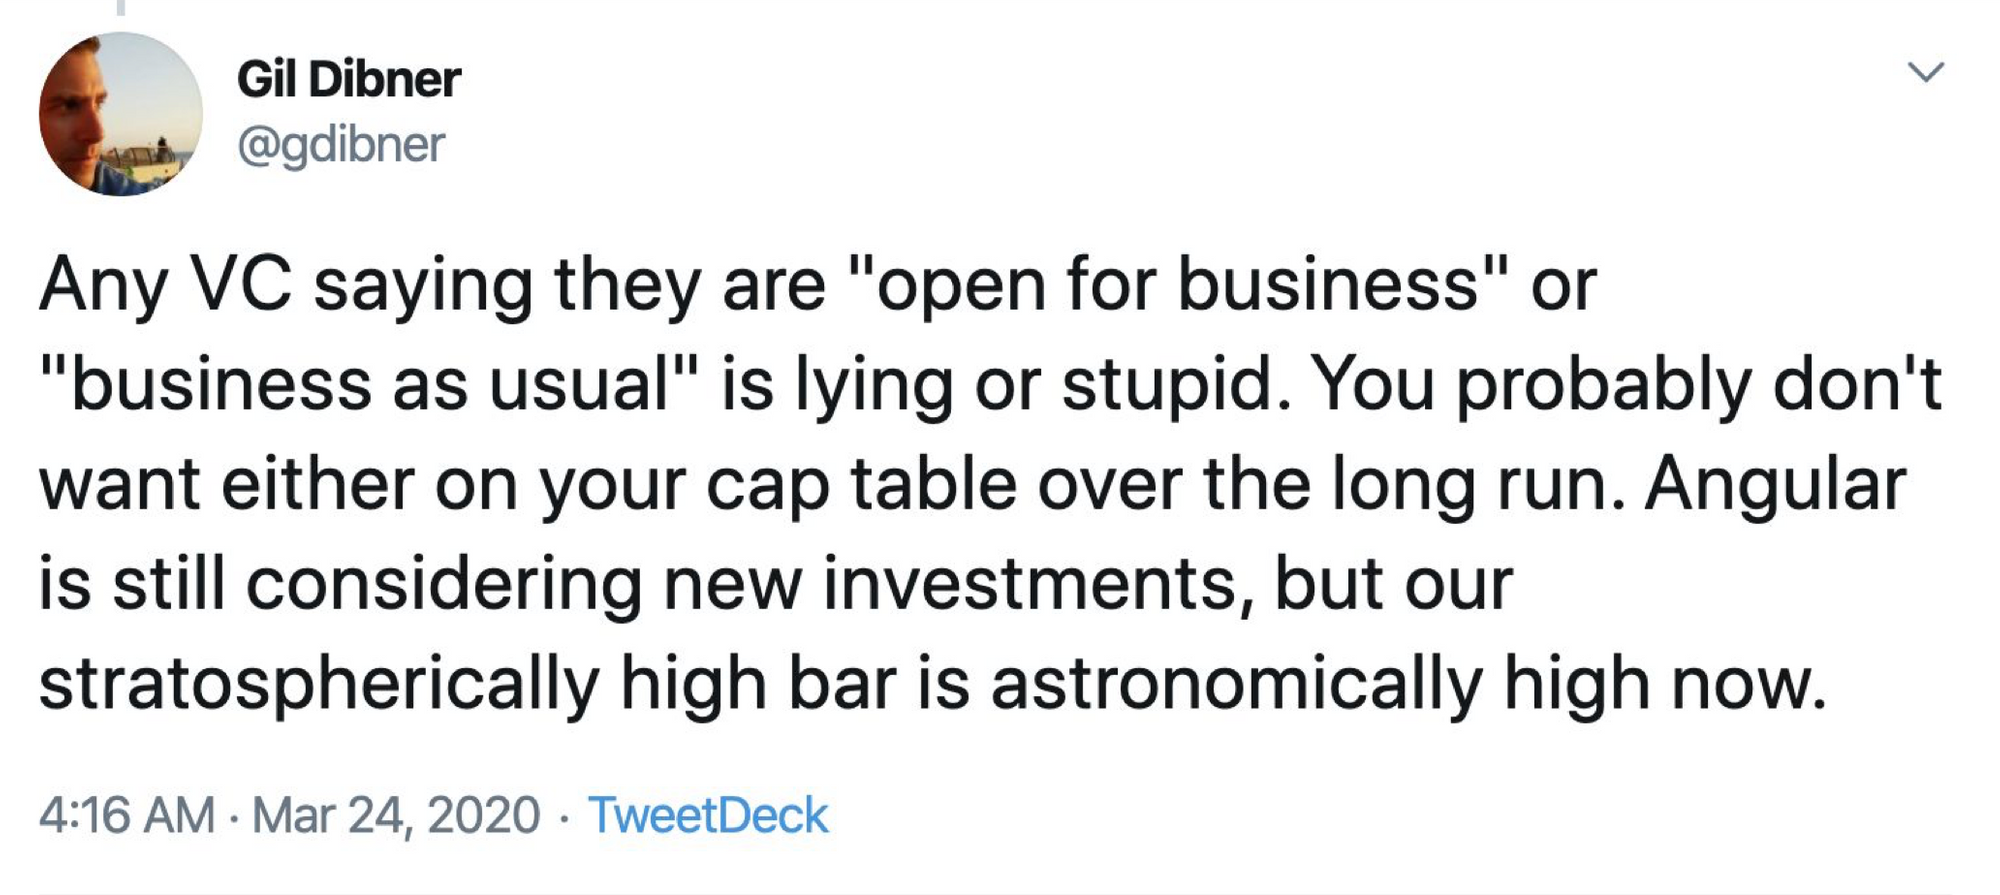 Gil Dibner
@gdibner
Any VC saying they are "open for business" or
"business as usual" is lying or stupid. You probably don't
want either on your cap table over the long run. Angular
is still considering new investments, but our
stratospherically high bar is astronomically high now.
4:16 AM · Mar 24, 2020 · TweetDeck